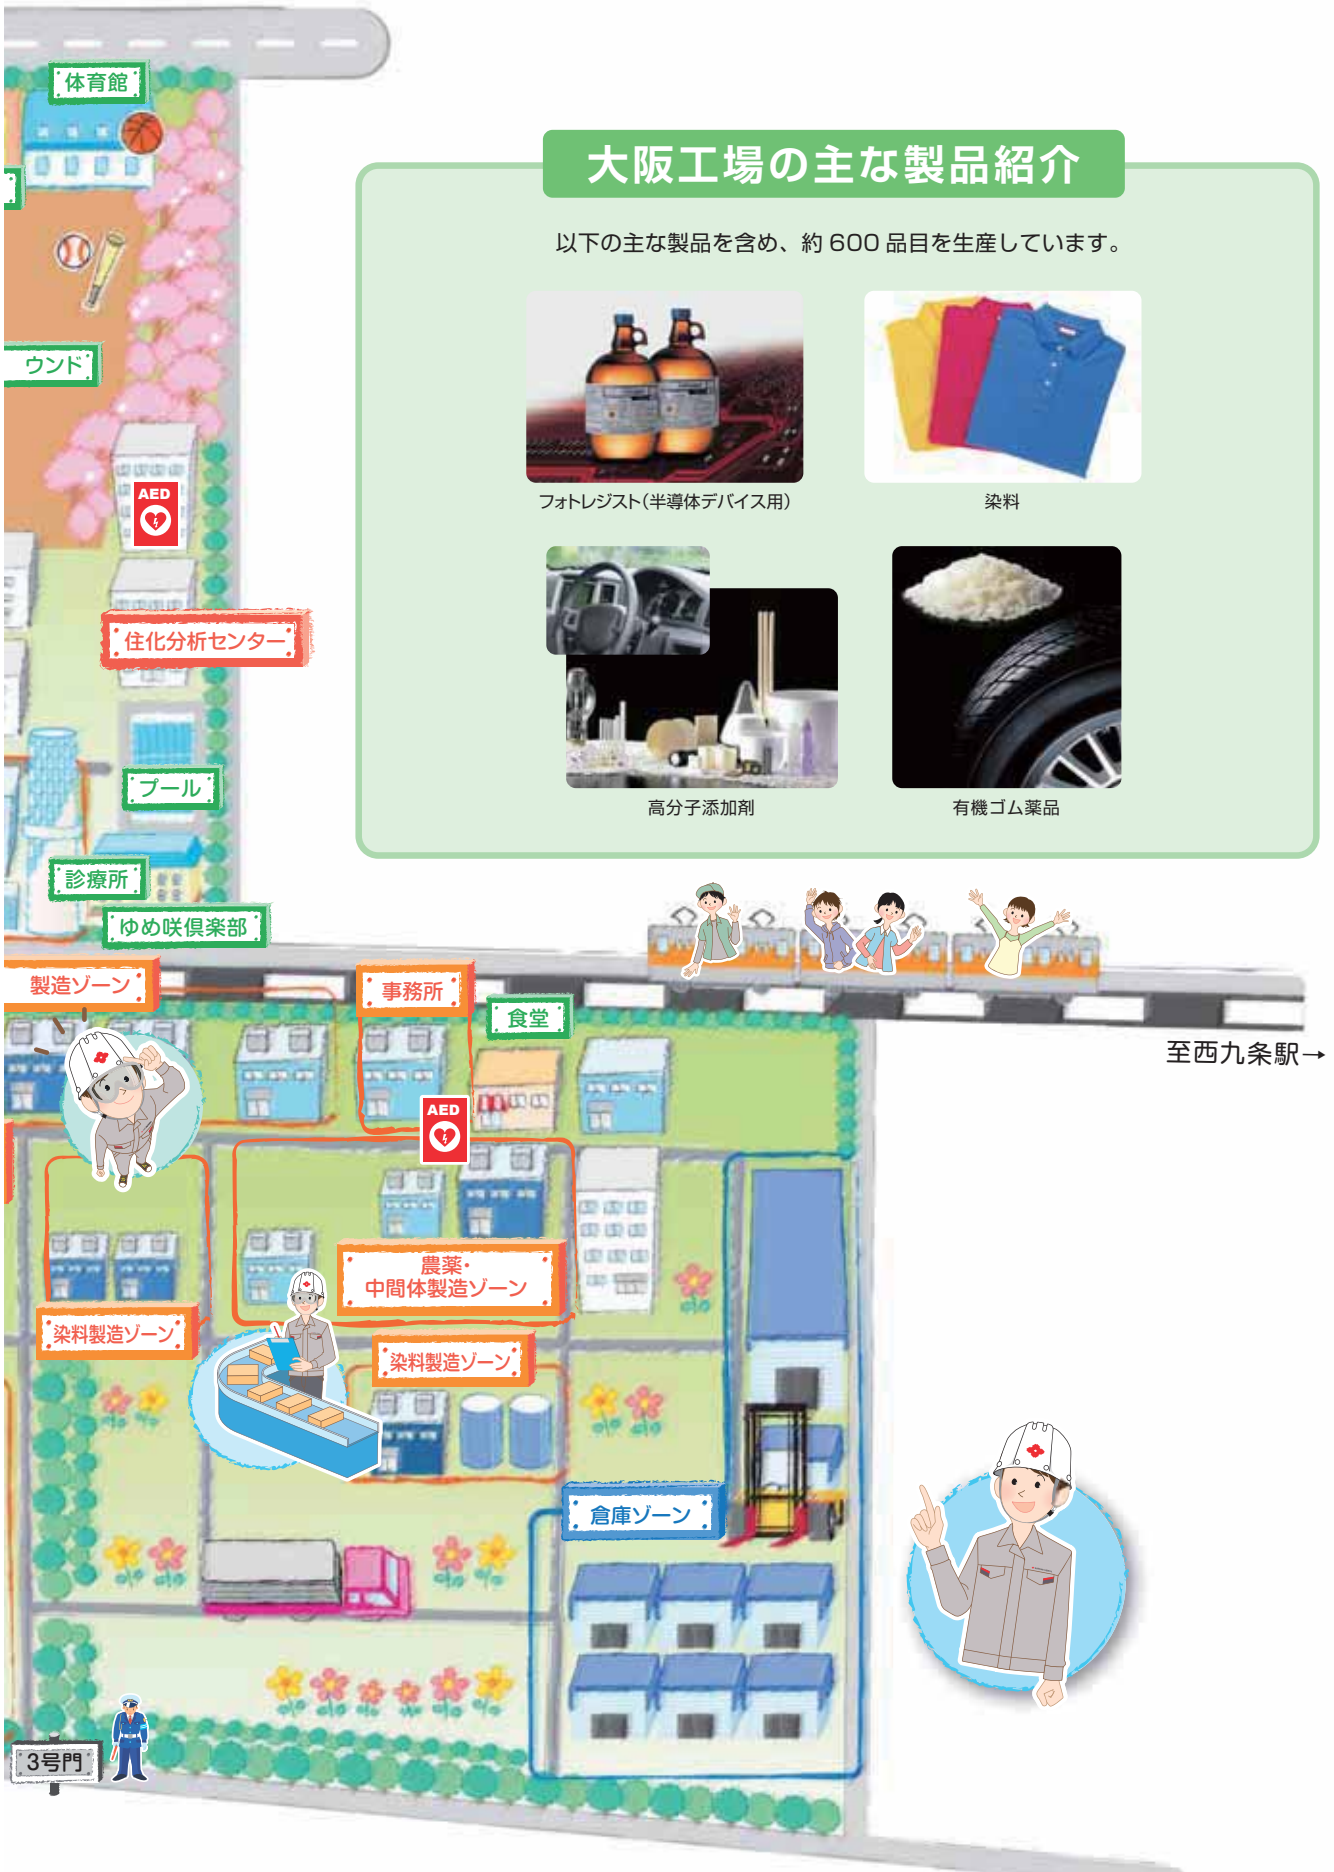 体育館
ウンド
AED
住化分析センター
プール
診療所
ゆめ咲倶楽部
大阪工場の主な製品紹介
以下の主な製品を含め、約600品目を生産しています。
フォトレジスト（半導体デバイス用）
染料
高分子添加剤
有機ゴム薬品
製造ゾーン
事務所
食堂
至西九条駅→
AED
農薬・
中間体製造ゾーン
染料製造ゾーン
染料製造ゾーン
倉庫ゾーン
3号門